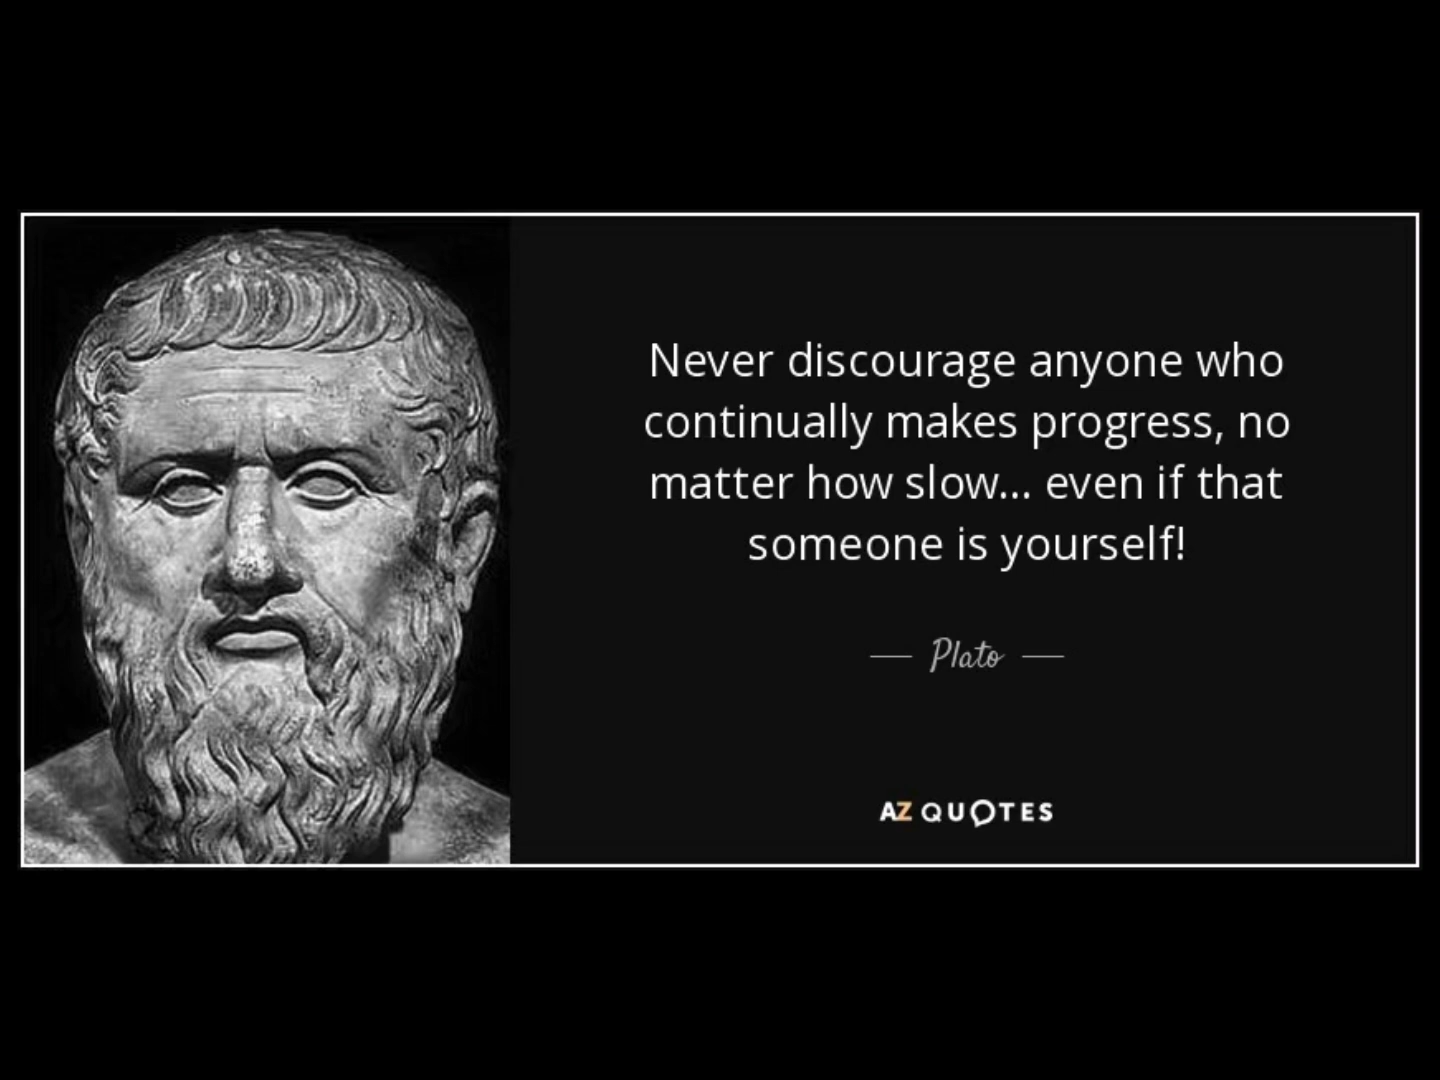 Never discourage anyone who
continually makes progress, no
matter how slow... even if that
someone is yourself!
— Plato —
AZ QUOTES